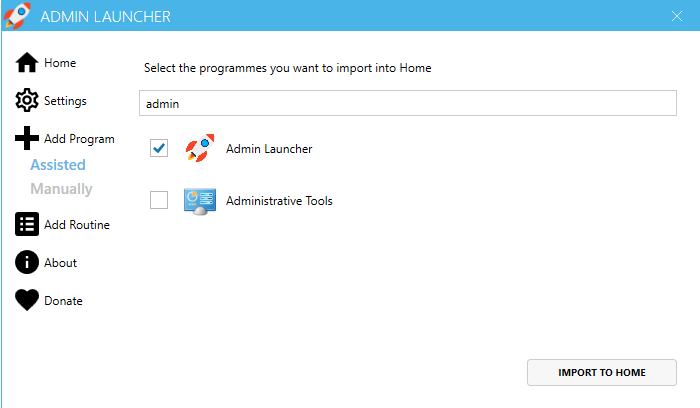 ADMIN LAUNCHER
Home
Settings
Add Program
Assisted
Manually
Add Routine
About
Donate
Select the programmes you want to import into Home
admin
Admin Launcher
Administrative Tools
IMPORT TO HOME